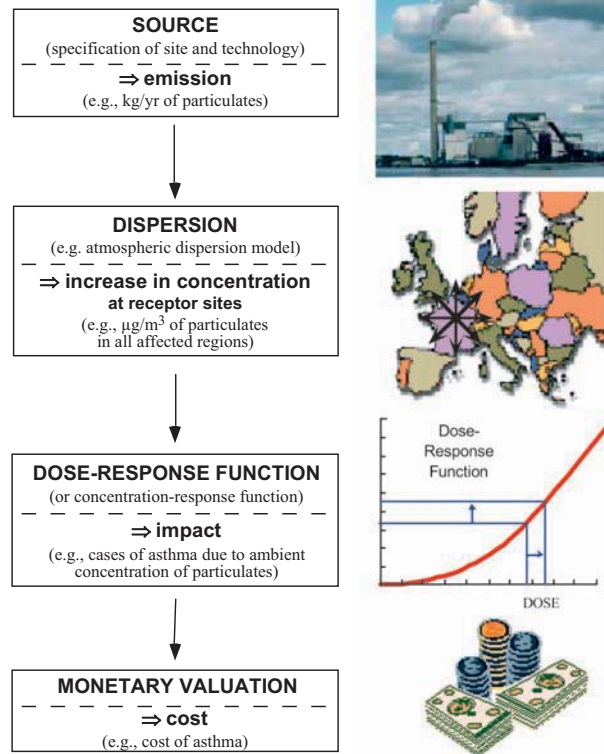 SOURCE
(specification of site and technology)
⇒ emission
(e.g., kg/yr of particulates)
DISPERSION
(e.g. atmospheric dispersion model)
⇒ increase in concentration
at receptor sites
(e.g., µg/m³ of particulates
in all affected regions)
DOSE-RESPONSE FUNCTION
(or concentration-response function)
⇒ impact
(e.g., cases of asthma due to ambient
concentration of particulates)
MONETARY VALUATION
⇒ cost
(e.g., cost of asthma)
Dose-
Response
Function
DOSE